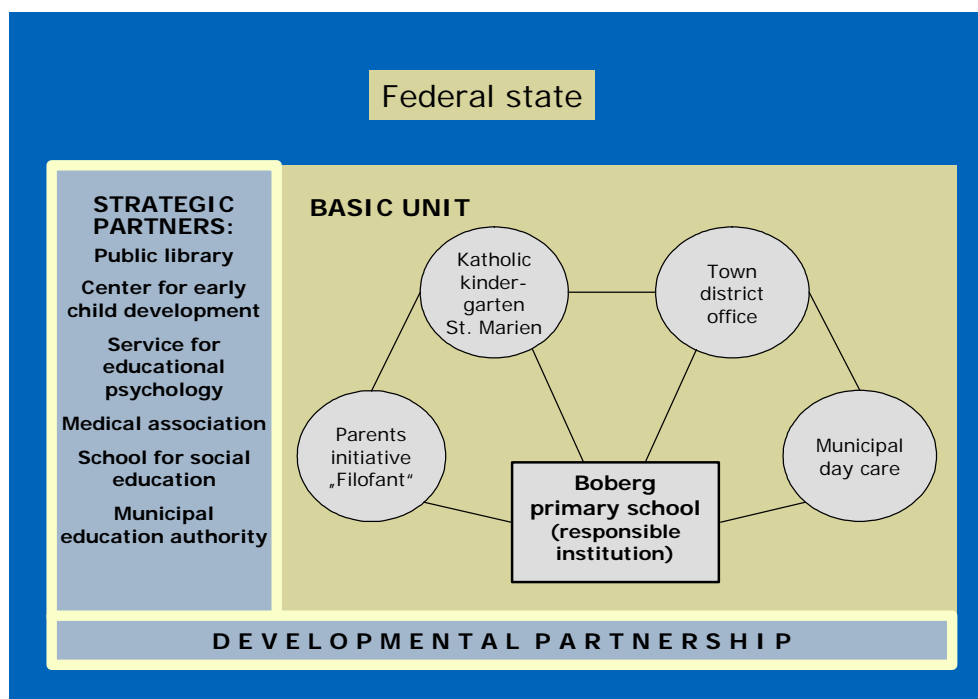 Federal state
STRATEGIC
PARTNERS:
Public library
Center for early
child development
Service for
educational
psychology
Medical association
School for social
education
Municipal
education authority
BASIC UNIT
Katholic
kinder-
garten
St. Marien
Town
district
office
Parents
initiative
„Filofant“
Boberg
primary school
(responsible
institution)
Municipal
day care
DEVELOPMENTAL PARTNERSHIP